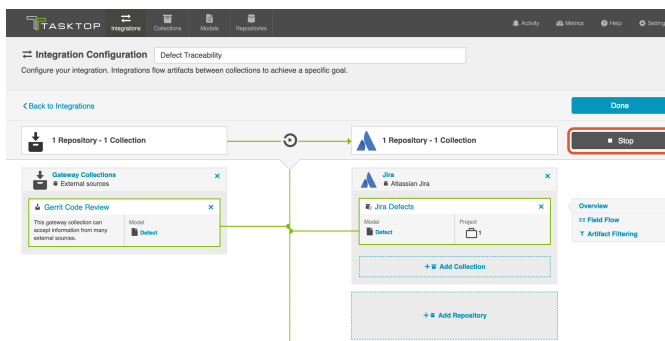 TASKTOP
Integrations
Collections
Models
Repositories
Activity
Metrics
Help
Setting
Integration Configuration
Defect Traceability
Configure your integration. Integrations flow artifacts between collections to achieve a specific goal.
Back to Integrations
Done
1 Repository - 1 Collection
1 Repository - 1 Collection
Stop
Gateway Collections
External sources
Jira
Atlassian Jira
Gerrit Code Review
This gateway collection can
accept information from many
external sources.
Model
Defect
Jira Defects
Model
Defect
Project
1
Overview
Field Flow
Artifact Filtering
+ Add Collection
+ Add Repository